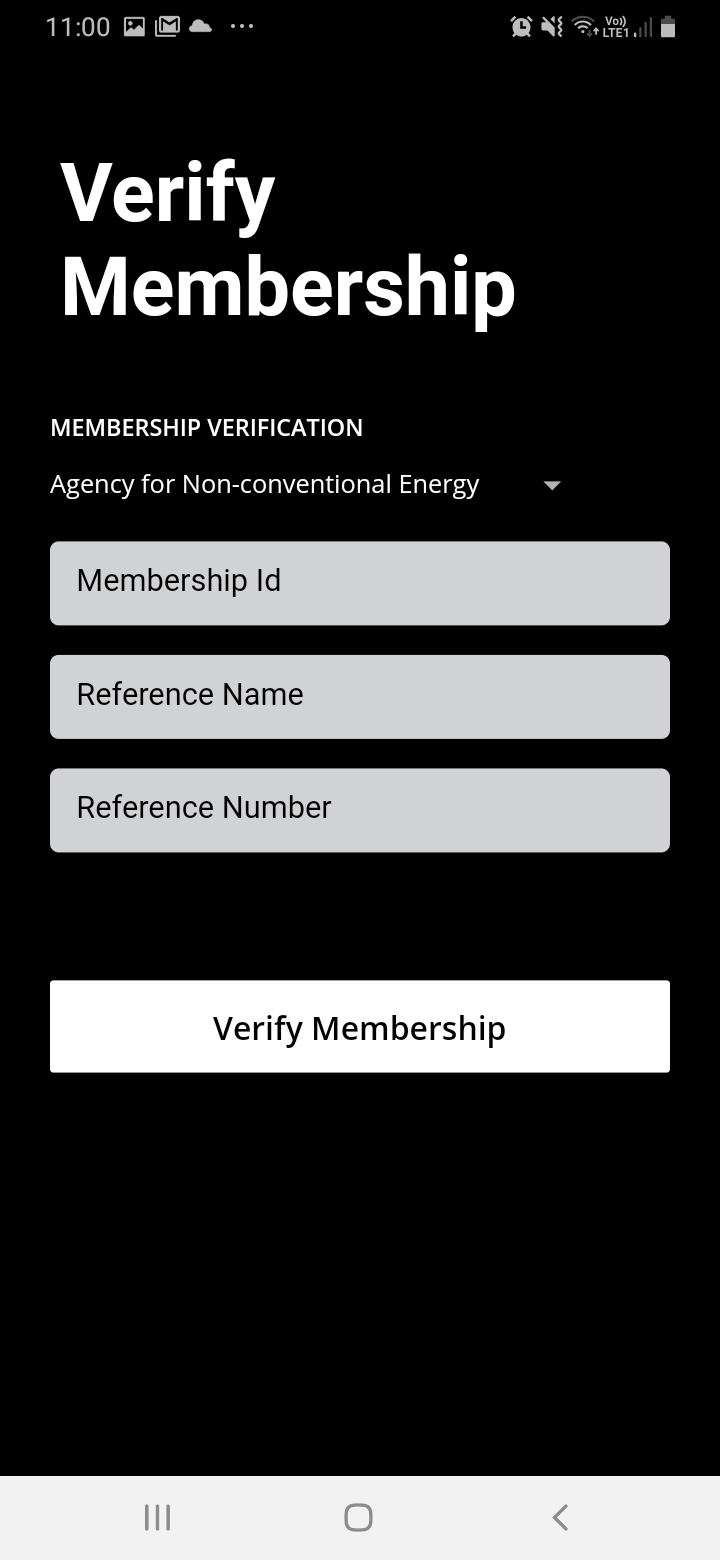 11:00
Vo))
LTE1
Verify
Membership
MEMBERSHIP VERIFICATION
Agency for Non-conventional Energy
Membership Id
Reference Name
Reference Number
Verify Membership